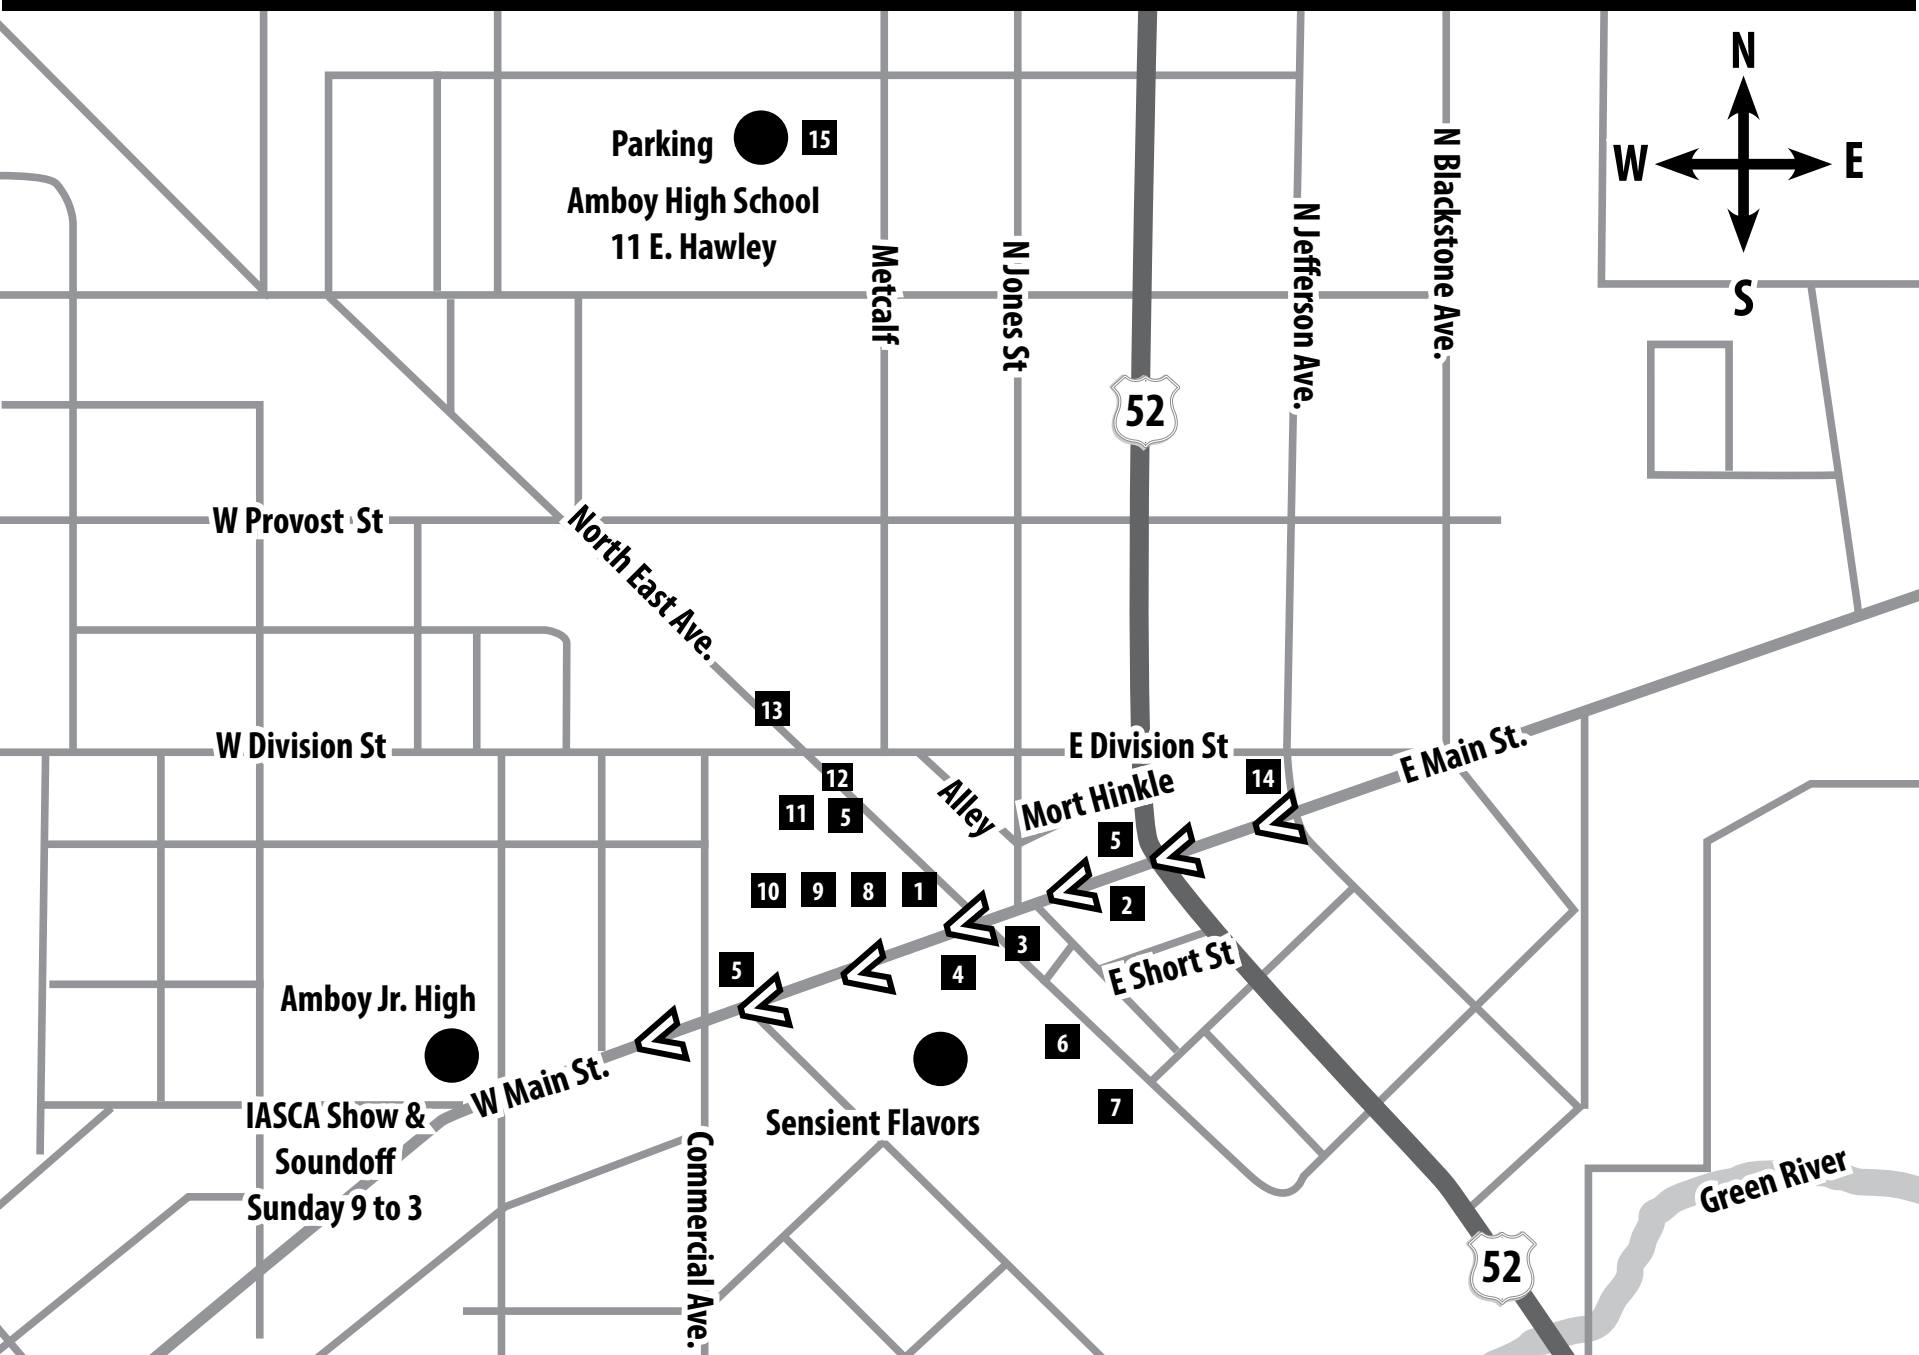 N
W
E
S
Parking
15
Amboy High School
11 E. Hawley
Metcalf
N Jones St
N Jefferson Ave.
N Blackstone Ave.
52
W Provost St
North East Ave.
13
W Division St
E Division St
E Main St.
12
14
11
5
Alley
Mort Hinkle
5
10
9
8
1
2
3
4
5
E Short St
Amboy Jr. High
6
W Main St.
7
IASCA Show &
Soundoff
Sunday 9 to 3
Sensient Flavors
Commercial Ave.
Green River
52